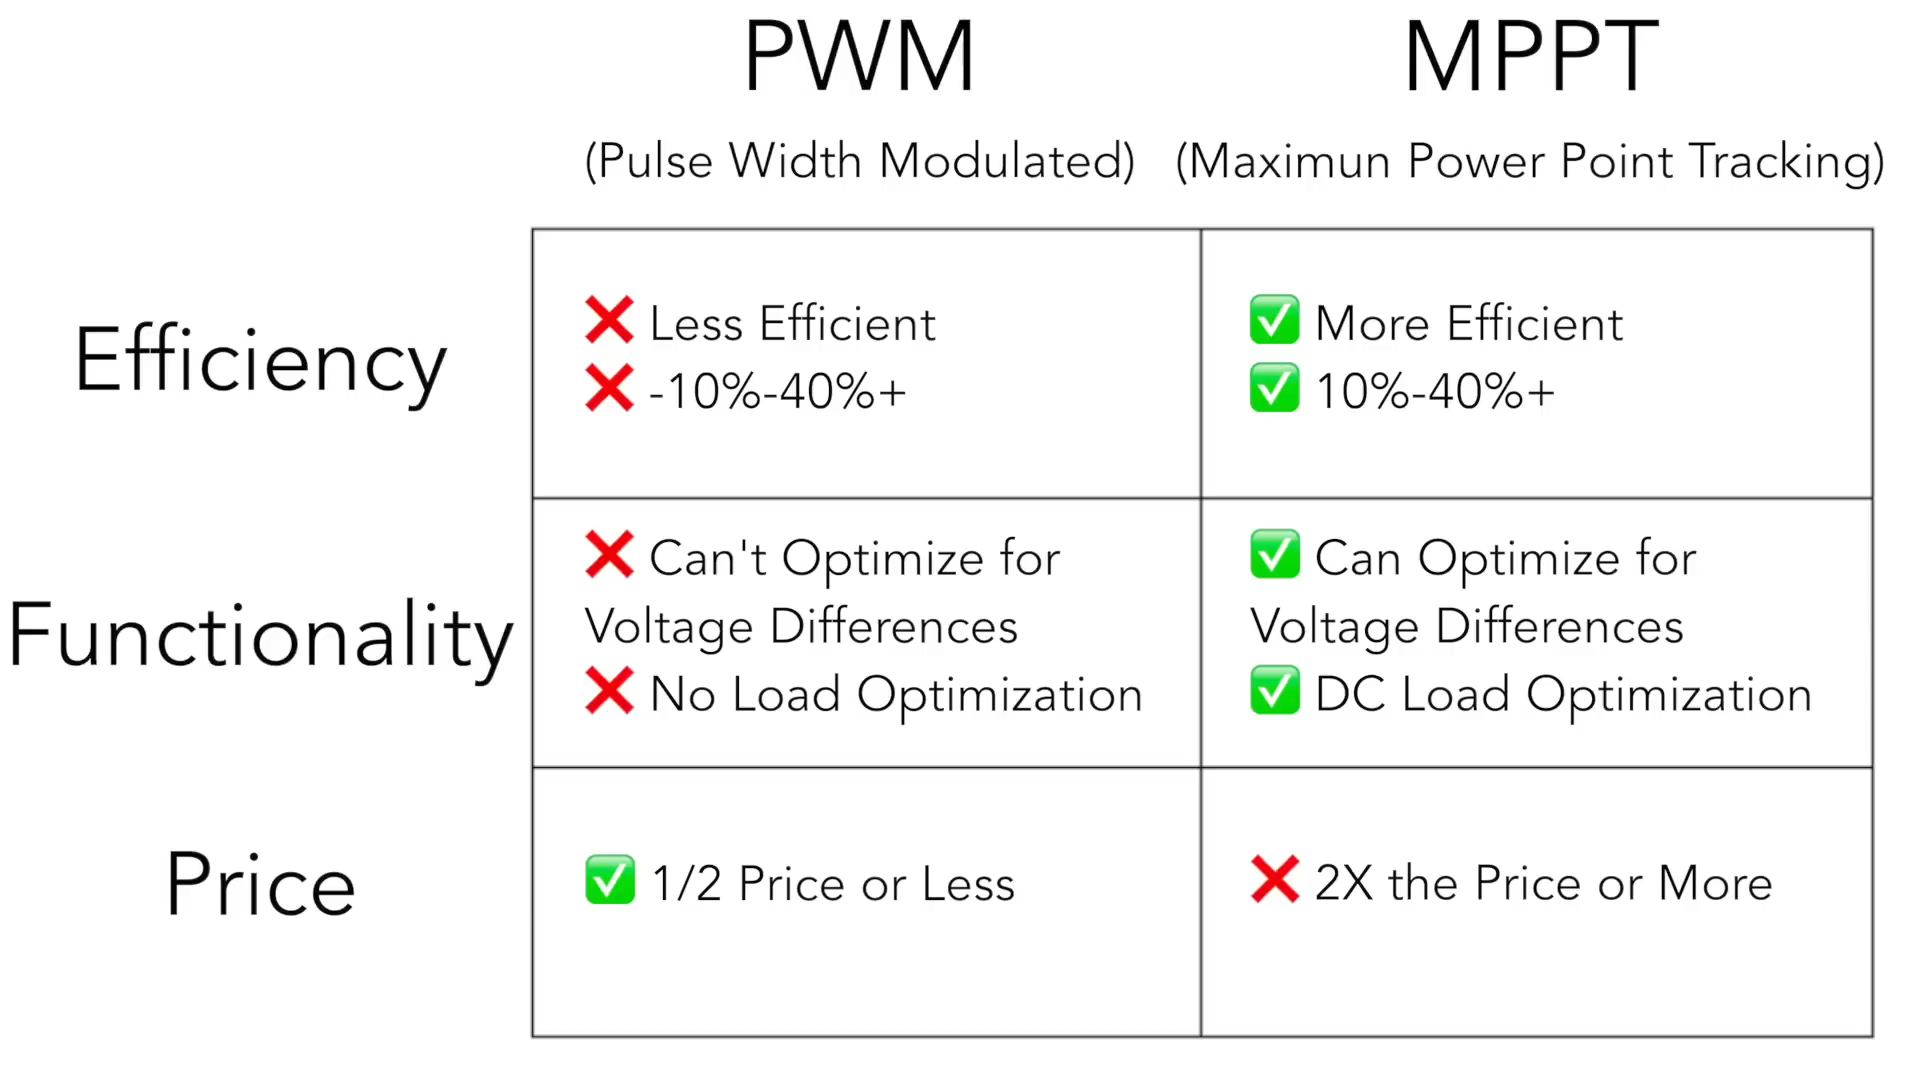 PWM
MPPT
(Pulse Width Modulated)
(Maximun Power Point Tracking)
Efficiency
❌ Less Efficient
❌ -10%-40%+
✅ More Efficient
✅ 10%-40%+
Functionality
❌ Can't Optimize for
Voltage Differences
❌ No Load Optimization
✅ Can Optimize for
Voltage Differences
✅ DC Load Optimization
Price
✅ 1/2 Price or Less
❌ 2X the Price or More